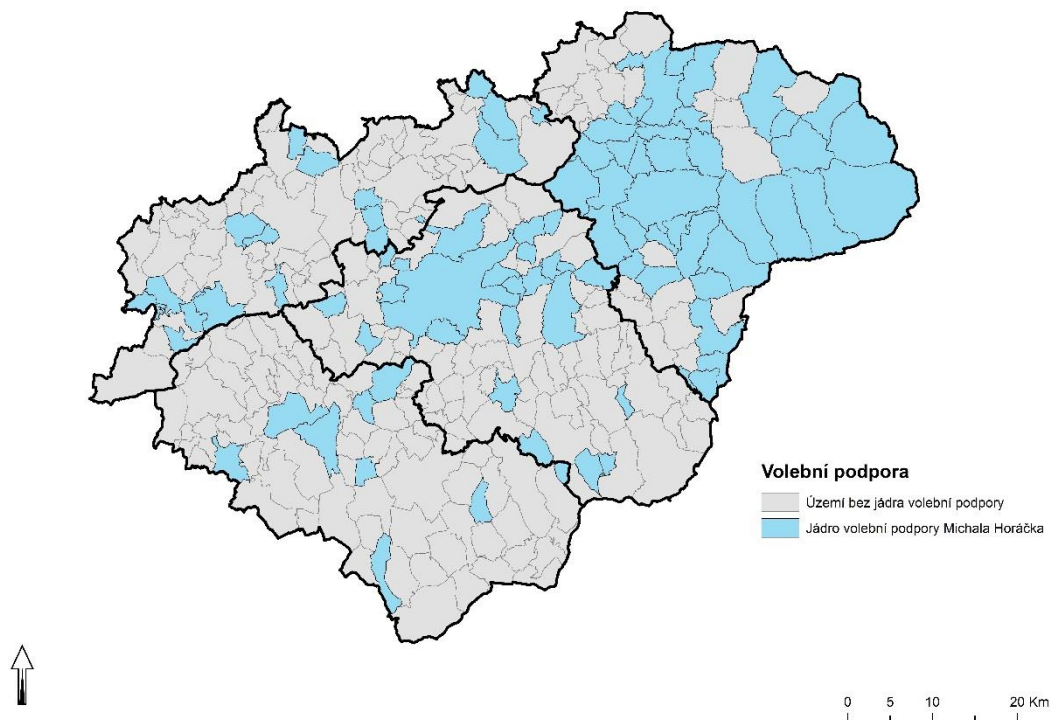 Volební podpora
Území bez jádra volební podpory
Jádro volební podpory Michala Horáčka
0 5 10 20 Km